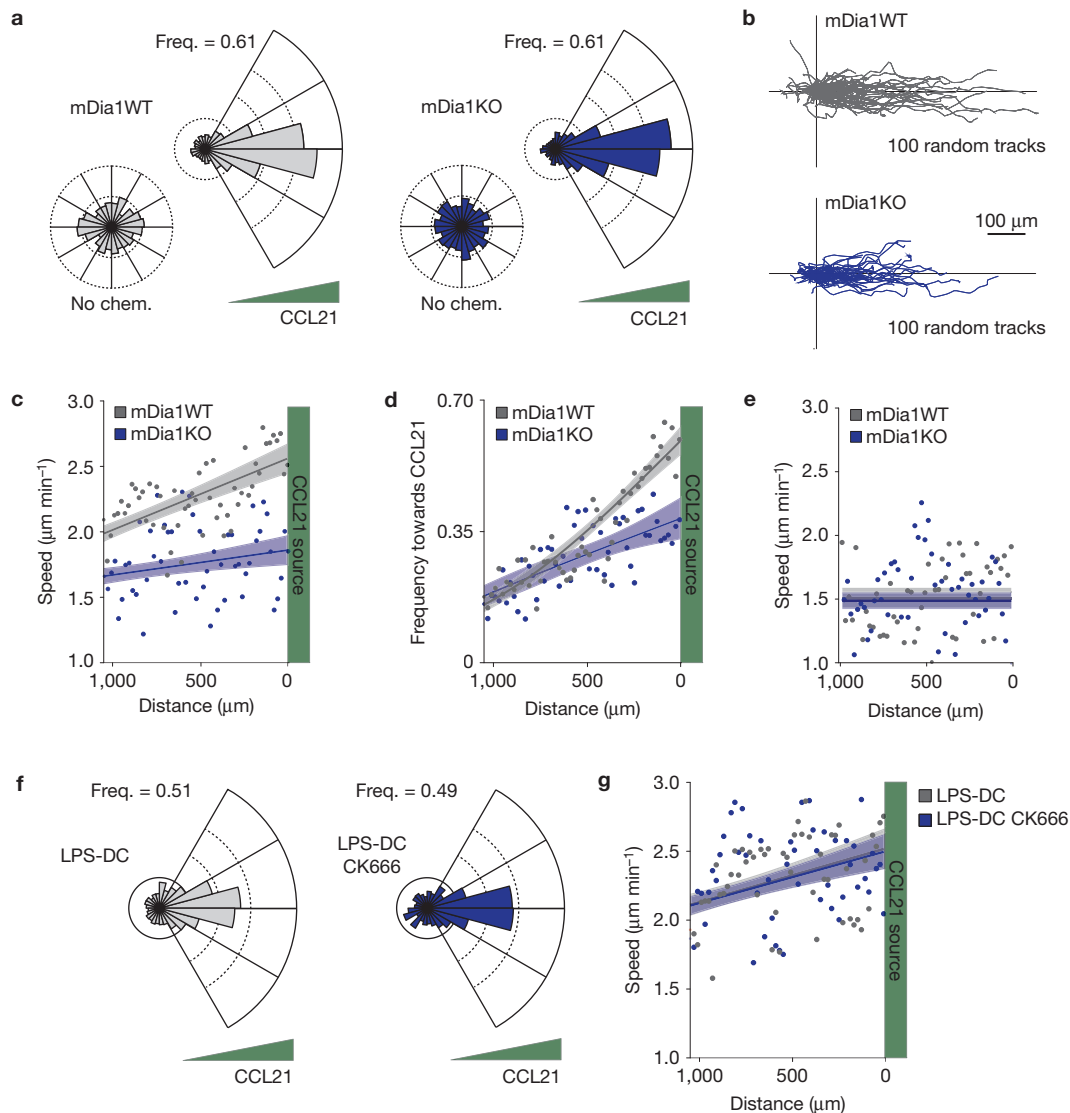 a
Freq. = 0.61
mDia1WT
No chem.
CCL21
Freq. = 0.61
mDia1KO
No chem.
CCL21
b
mDia1WT
100 random tracks
mDia1KO
100 μm
100 random tracks
c
mDia1WT
mDia1KO
3.0
2.5
2.0
1.5
1.0
Speed (μm min⁻¹)
1,000
500
0
Distance (μm)
CCL21 source
d
mDia1WT
mDia1KO
0.70
0.35
0
Frequency towards CCL21
1,000
500
0
Distance (μm)
CCL21 source
e
mDia1WT
mDia1KO
3.0
2.5
2.0
1.5
1.0
Speed (μm min⁻¹)
1,000
500
0
Distance (μm)
f
Freq. = 0.51
LPS-DC
CCL21
Freq. = 0.49
LPS-DC
CK666
CCL21
g
LPS-DC
LPS-DC CK666
3.0
2.5
2.0
1.5
1.0
Speed (μm min⁻¹)
1,000
500
0
Distance (μm)
CCL21 source